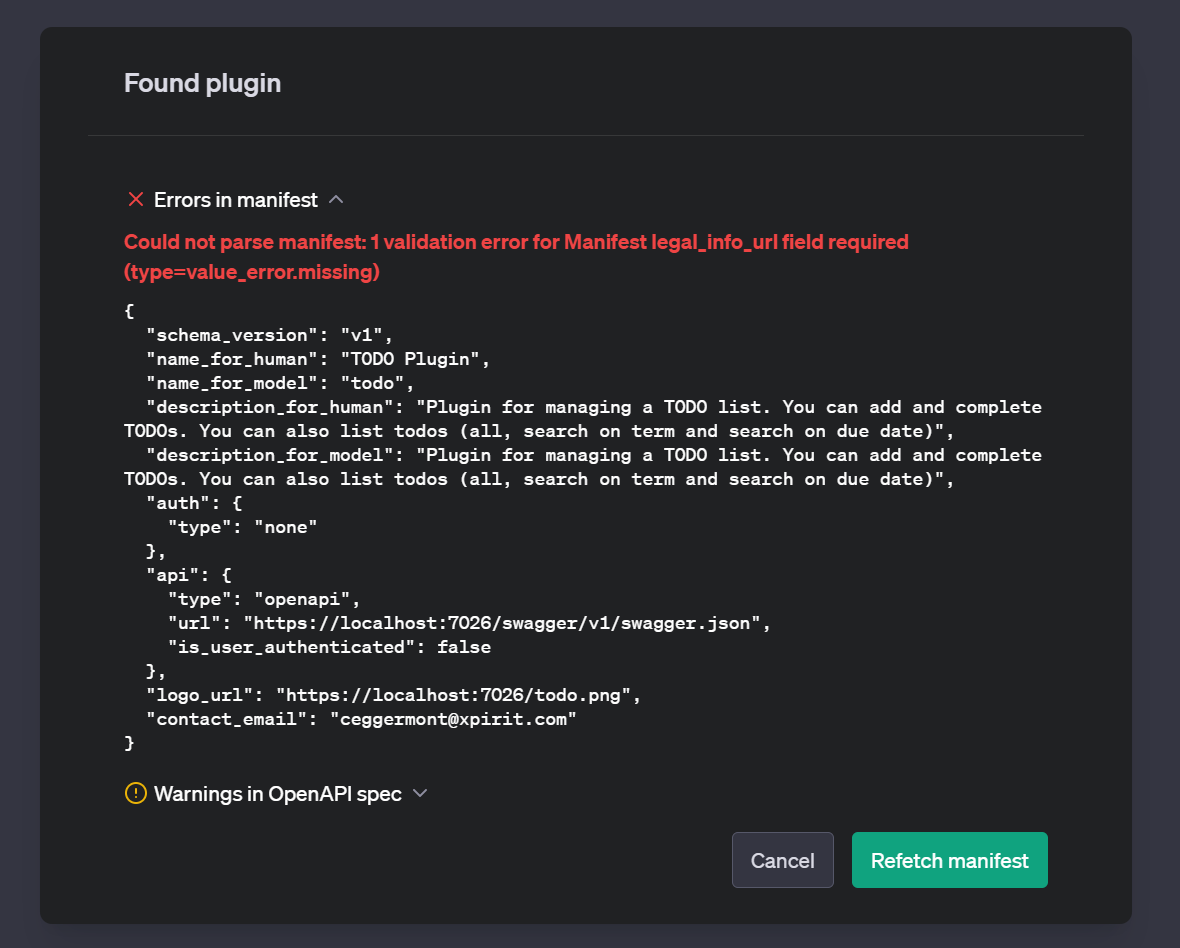 Found plugin
Errors in manifest
Could not parse manifest: 1 validation error for Manifest legal_info_url field required
(type=value_error.missing)
{
  "schema_version": "v1",
  "name_for_human": "TODO Plugin",
  "name_for_model": "todo",
  "description_for_human": "Plugin for managing a TODO list. You can add and complete
TODOs. You can also list todos (all, search on term and search on due date)",
  "description_for_model": "Plugin for managing a TODO list. You can add and complete
TODOs. You can also list todos (all, search on term and search on due date)",
  "auth": {
    "type": "none"
  },
  "api": {
    "type": "openapi",
    "url": "https://localhost:7026/swagger/v1/swagger.json",
    "is_user_authenticated": false
  },
  "logo_url": "https://localhost:7026/todo.png",
  "contact_email": "ceggermont@xpirit.com"
}
Warnings in OpenAPI spec
Cancel
Refetch manifest